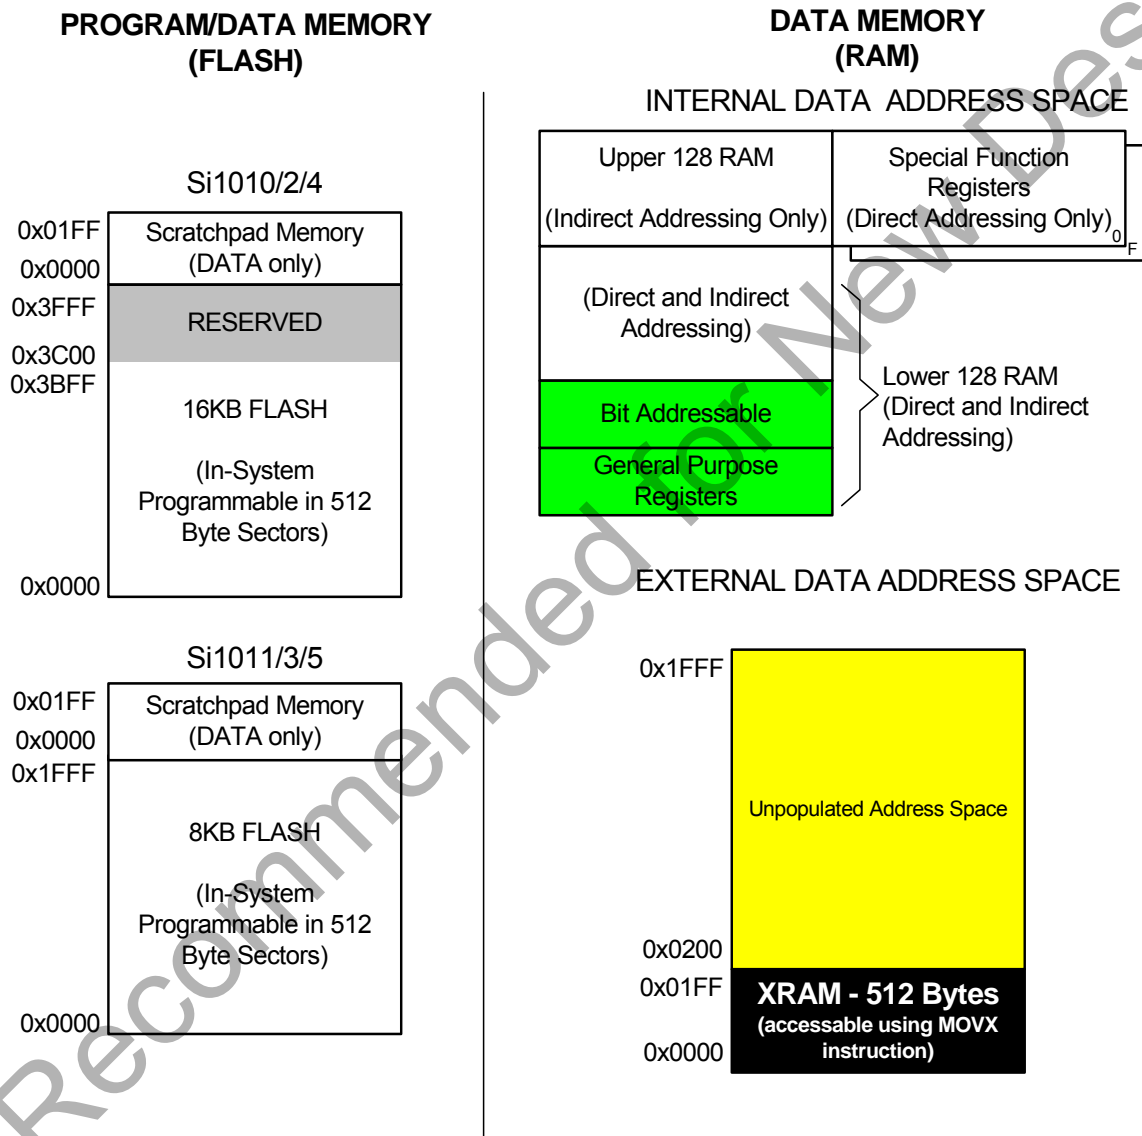 PROGRAM/DATA MEMORY
(FLASH)
Si1010/2/4
0x01FF
Scratchpad Memory
(DATA only)
0x0000
0x3FFF
RESERVED
0x3C00
0x3BFF
16KB FLASH
(In-System
Programmable in 512
Byte Sectors)
0x0000
Si1011/3/5
0x01FF
Scratchpad Memory
(DATA only)
0x0000
0x1FFF
8KB FLASH
(In-System
Programmable in 512
Byte Sectors)
0x0000
DATA MEMORY
(RAM)
INTERNAL DATA ADDRESS SPACE
Upper 128 RAM
(Indirect Addressing Only)
Special Function
Registers
(Direct Addressing Only)
0
F
(Direct and Indirect
Addressing)
Bit Addressable
General Purpose
Registers
Lower 128 RAM
(Direct and Indirect
Addressing)
EXTERNAL DATA ADDRESS SPACE
0x1FFF
Unpopulated Address Space
0x0200
0x01FF
XRAM - 512 Bytes
(accessable using MOVX
instruction)
0x0000
Recommended for New Des